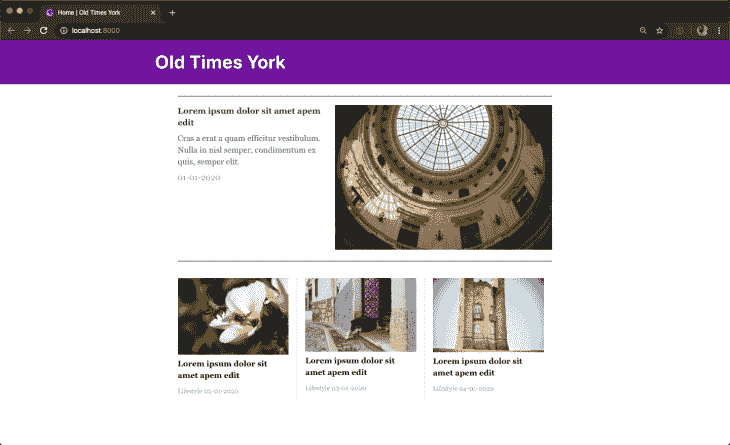 Home | Old Times York
localhost:8000
Old Times York
Lorem ipsum dolor sit amet apem
edit
Cras a erat a quam efficitur vestibulum.
Nulla in nisl semper, condimentum ex
quis, semper elit.
01-01-2020
Lorem ipsum dolor sit
amet apem edit
Lifestyle 02-01-2020
Lorem ipsum dolor sit
amet apem edit
Lifestyle 03-01-2020
Lorem ipsum dolor sit
amet apem edit
Lifestyle 04-01-2020